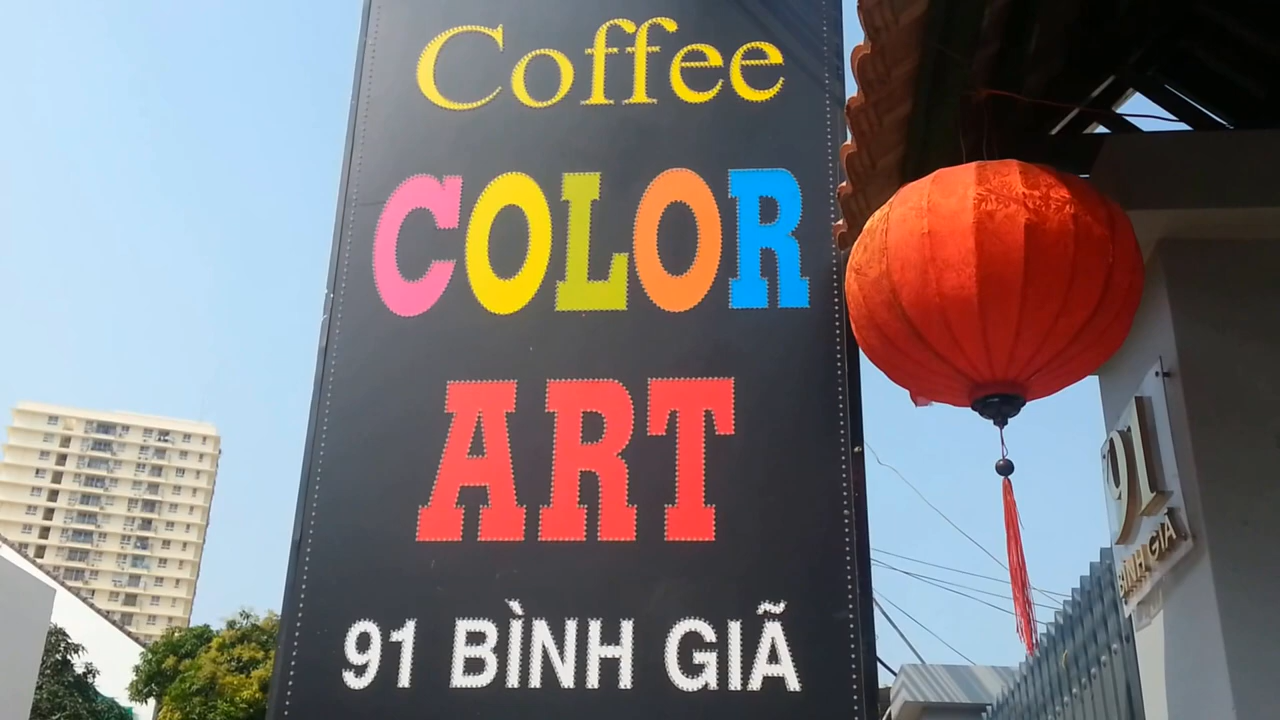 Coffee
COLOR
ART
91 BÌNH GIÃ
91
BÌNH GIÃ